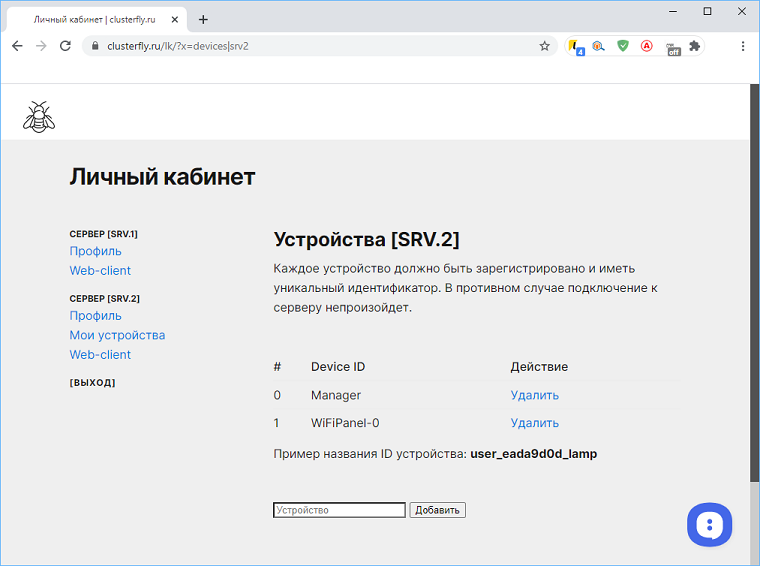 Личный кабинет | clusterfly.ru
clusterfly.ru/lk/?x=devices|srv2
4
off
Личный кабинет
СЕРВЕР [SRV.1]
Профиль
Web-client
СЕРВЕР [SRV.2]
Профиль
Мои устройства
Web-client
[ВЫХОД]
Устройства [SRV.2]
Каждое устройство должно быть зарегистрировано и иметь
уникальный идентификатор. В противном случае подключение к
серверу непроизойдет.
# Device ID Действие
0 Manager Удалить
1 WiFiPanel-0 Удалить
Пример названия ID устройства: user_eada9d0d_lamp
Устройство Добавить